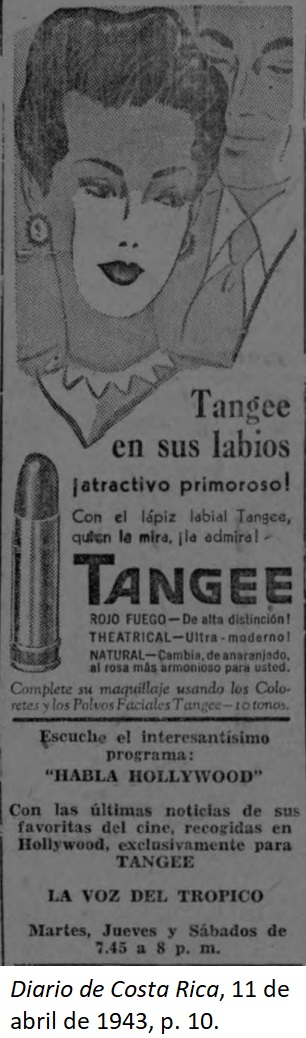 Tangee
en sus labios
¡atractivo primoroso!
Con el lápiz labial Tangee,
quien la mira, ¡la admira! -
TANGEE
ROJO FUEGO—De alta distinción!
THEATRICAL—Ultra-moderno!
NATURAL—Cambia, de anaranjado,
al rosa más armonioso para usted.
Complete su maquillaje usando los Colo-
retes y los Polvos Faciales Tangee—10 tonos.
Escuche el interesantísimo
programa:
"HABLA HOLLYWOOD"
Con las últimas noticias de sus
favoritas del cine, recogidas en
Hollywood, exclusivamente para
TANGEE
LA VOZ DEL TROPICO
Martes, Jueves y Sábados de
7.45 a 8 p. m.
Diario de Costa Rica, 11 de
abril de 1943, p. 10.